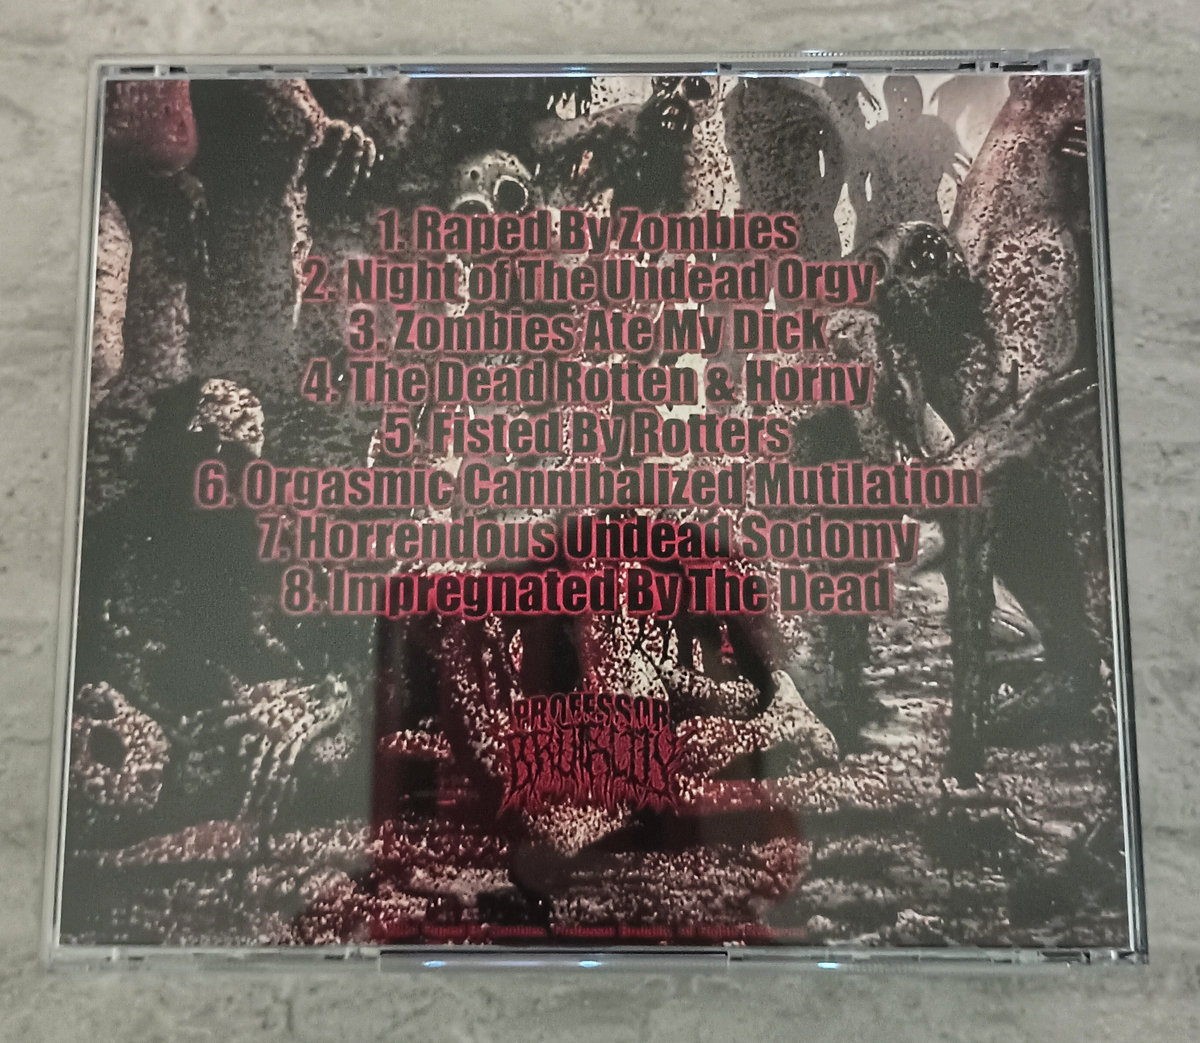 1. Raped By Zombies
2. Night of The Undead Orgy
3. Zombies Ate My Dick
4. The Dead Rotten & Horny
5. Fisted By Rotters
6. Orgasmic Cannibalized Mutilation
7. Horrendous Undead Sodomy
8. Impregnated By The Dead
PROFESSOR
BRUTALITY